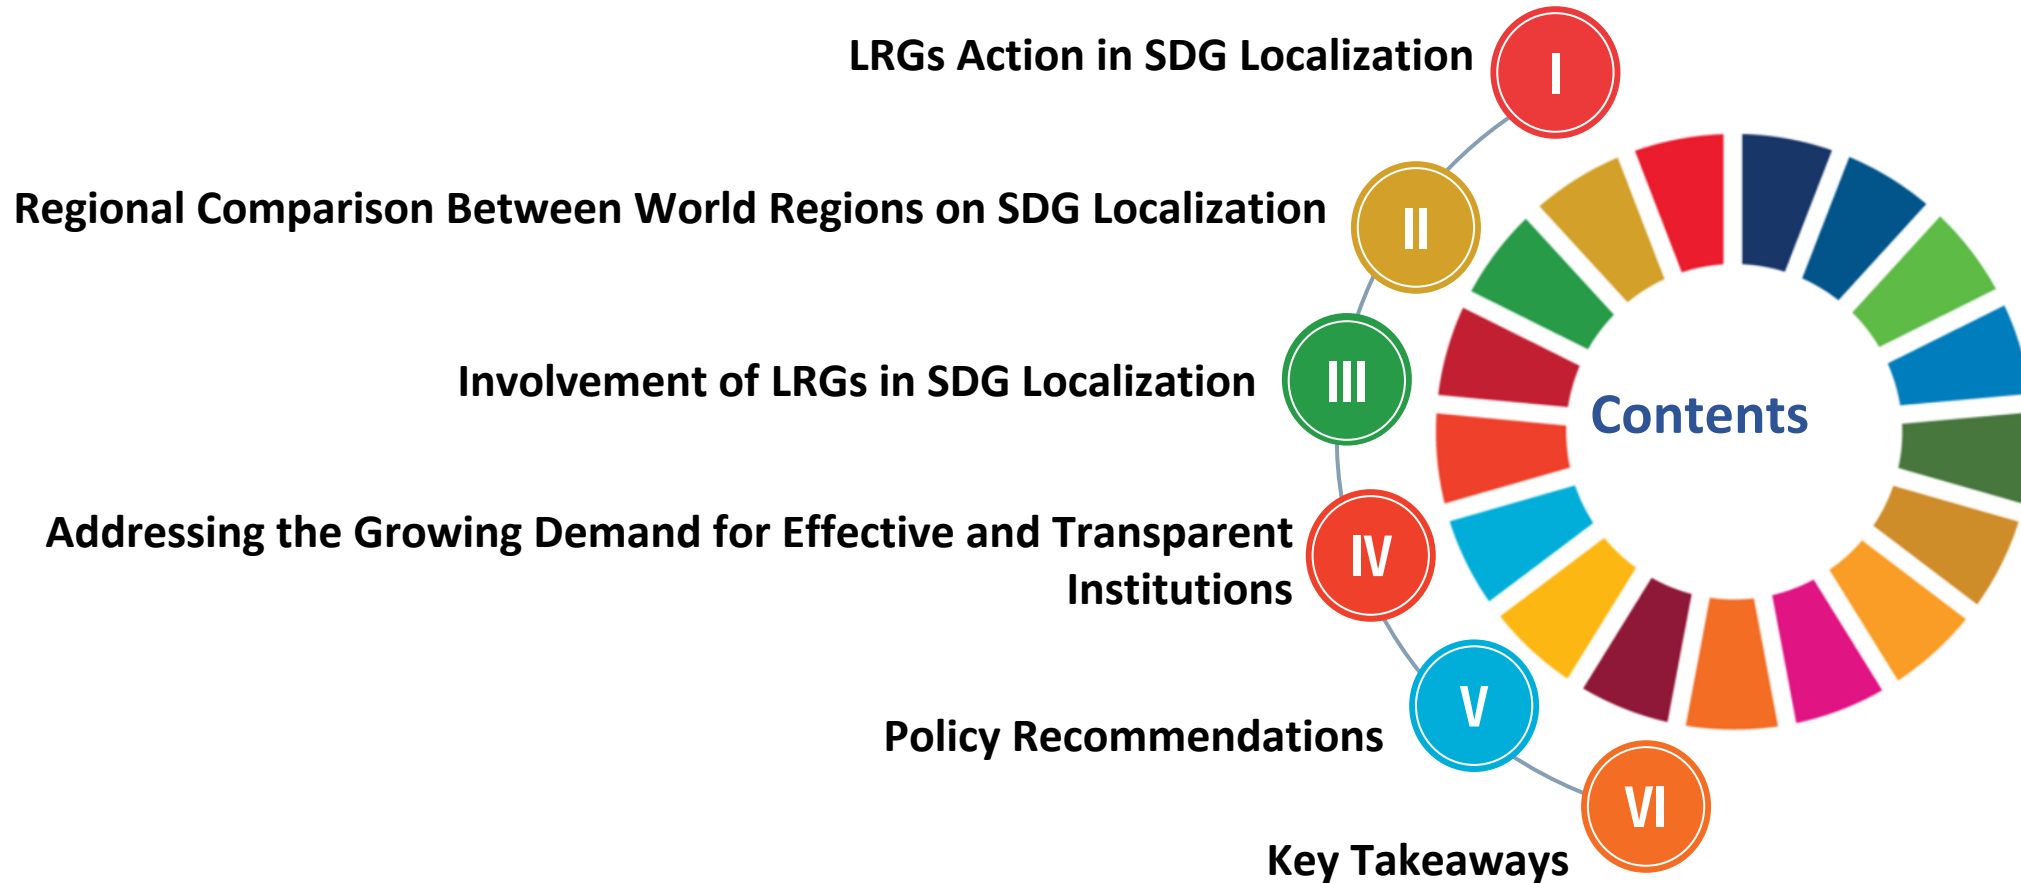 LRGs Action in SDG Localization
I
Regional Comparison Between World Regions on SDG Localization
II
Involvement of LRGs in SDG Localization
III
Contents
Addressing the Growing Demand for Effective and Transparent
Institutions
IV
Policy Recommendations
V
Key Takeaways
VI